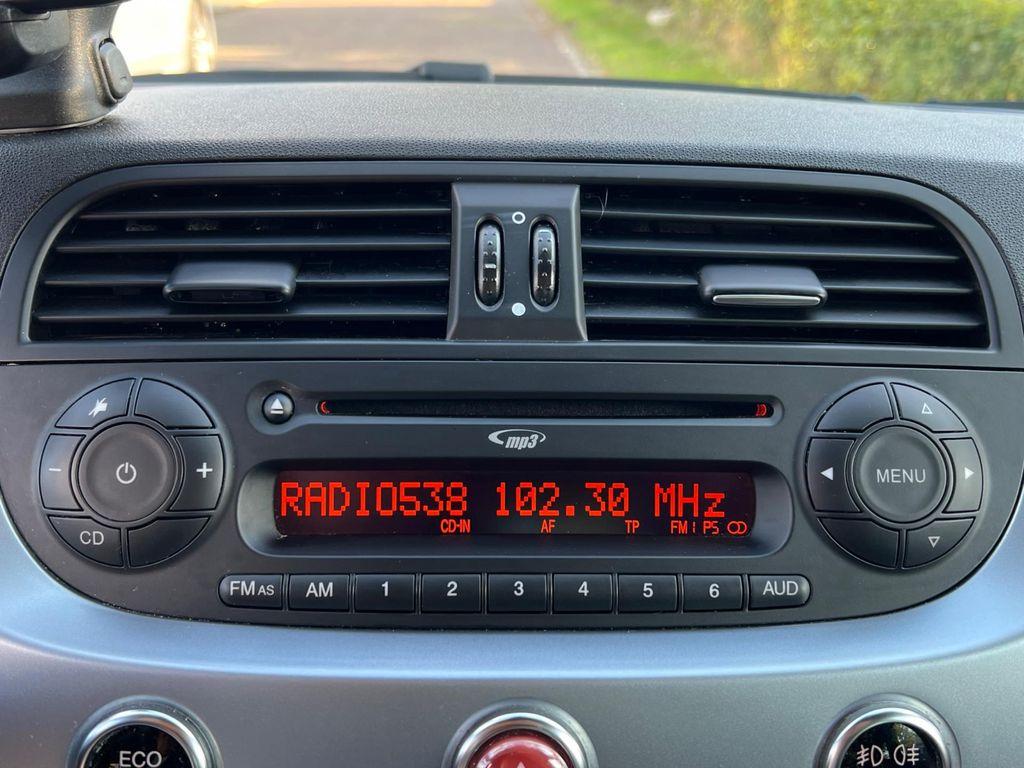 mp3
- +
RADIO538 102.30 MHz
CD-IN AF TP FM1 PS
MENU
CD
FM AS AM 1 2 3 4 5 6 AUD
ECO